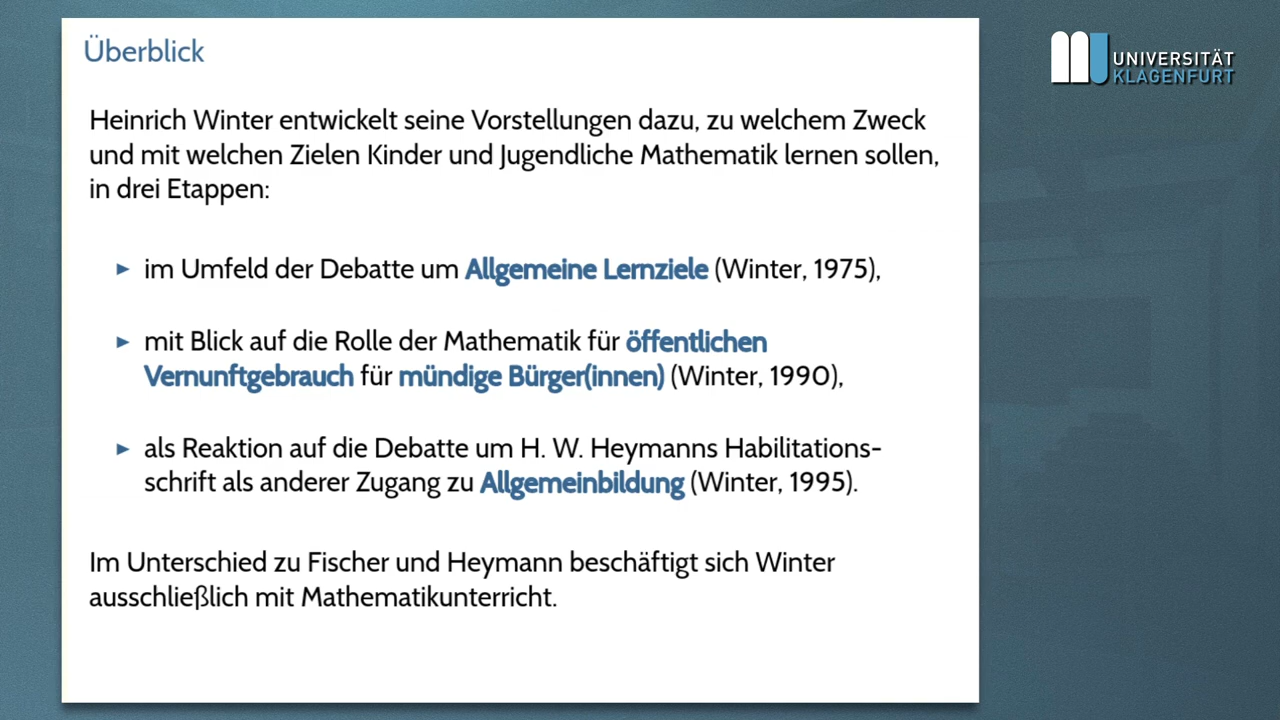 Überblick
UNIVERSITÄT
KLAGENFURT
Heinrich Winter entwickelt seine Vorstellungen dazu, zu welchem Zweck
und mit welchen Zielen Kinder und Jugendliche Mathematik lernen sollen,
in drei Etappen:
► im Umfeld der Debatte um Allgemeine Lernziele (Winter, 1975),
► mit Blick auf die Rolle der Mathematik für öffentlichen
Vernunftgebrauch für mündige Bürger(innen) (Winter, 1990),
► als Reaktion auf die Debatte um H. W. Heymanns Habilitations-
schrift als anderer Zugang zu Allgemeinbildung (Winter, 1995).
Im Unterschied zu Fischer und Heymann beschäftigt sich Winter
ausschließlich mit Mathematikunterricht.